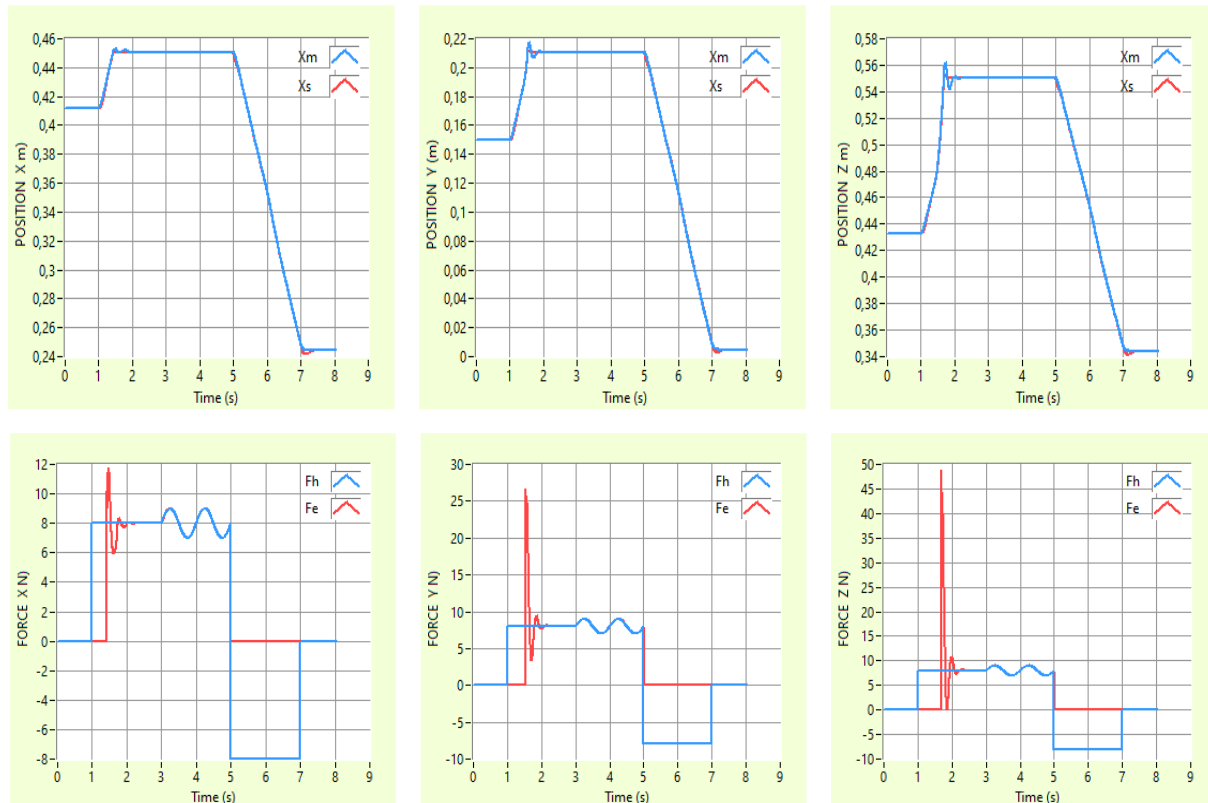 0,46
0,44
0,42
0,4
0,38
0,36
0,34
0,32
0,3
0,28
0,26
0,24
POSITION X m)
Xm
Xs
0 1 2 3 4 5 6 7 8 9
Time (s)
0,22
0,2
0,18
0,16
0,14
0,12
0,1
0,08
0,06
0,04
0,02
0
POSITION Y (m)
Xm
Xs
0 1 2 3 4 5 6 7 8 9
Time (s)
0,58
0,56
0,54
0,52
0,5
0,48
0,46
0,44
0,42
0,4
0,38
0,36
0,34
POSITION Z m)
Xm
Xs
0 1 2 3 4 5 6 7 8 9
Time (s)
12
10
8
6
4
2
0
-2
-4
-6
-8
FORCE X N)
Fh
Fe
0 1 2 3 4 5 6 7 8 9
Time (s)
30
25
20
15
10
5
0
-5
-10
FORCE Y N)
Fh
Fe
0 1 2 3 4 5 6 7 8 9
Time (s)
50
45
40
35
30
25
20
15
10
5
0
-5
-10
FORCE Z N)
Fh
Fe
0 1 2 3 4 5 6 7 8 9
Time (s)